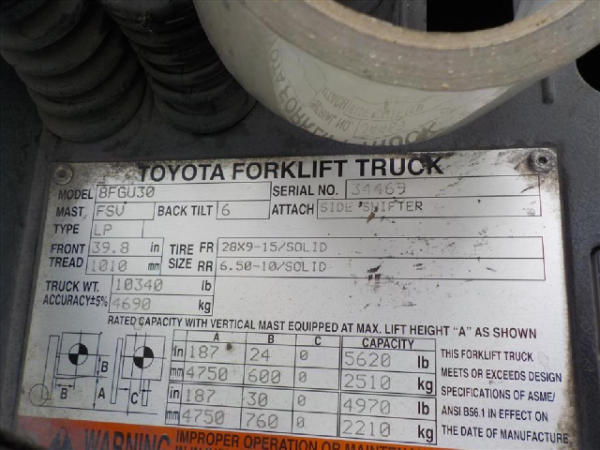 TOYOTA FORKLIFT TRUCK
MODEL 8FGU30 SERIAL NO. 34469
MAST. FSV BACK TILT 6 ATTACH SIDE SHIFTER
TYPE LP
FRONT TREAD 39.8 in 1010 mm
TIRE SIZE FR 28X9-15/SOLID
RR 6.50-10/SOLID
TRUCK WT. 10340 lb
ACCURACY±5% 4690 kg
RATED CAPACITY WITH VERTICAL MAST EQUIPPED AT MAX. LIFT HEIGHT "A" AS SHOWN
A B C CAPACITY
in 187 24 0 5620 lb
mm 4750 600 0 2510 kg
in 187 30 0 4970 lb
mm 4750 760 0 2210 kg
B A C
B
THIS FORKLIFT TRUCK
MEETS OR EXCEEDS DESIGN
SPECIFICATIONS OF ASME/
ANSI B56.1 IN EFFECT ON
THE DATE OF MANUFACTURE.
WARNING IMPROPER OPERATION OR